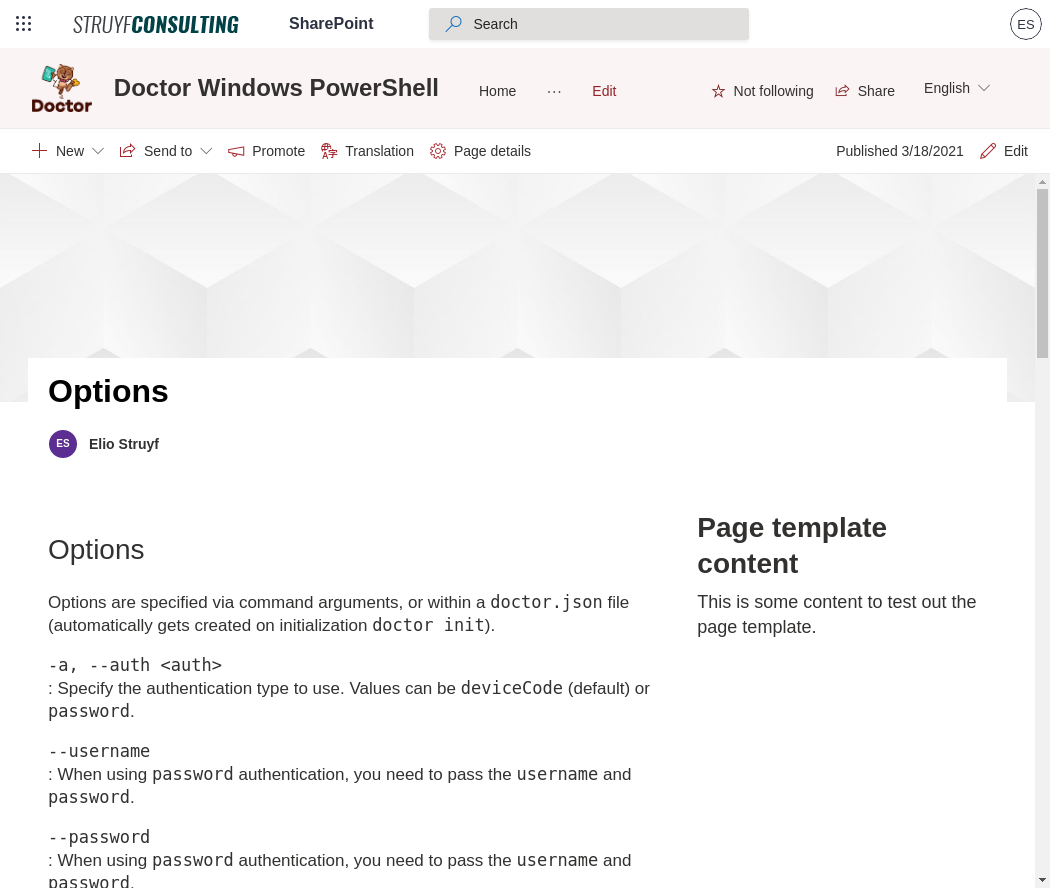 STRUYFCONSULTING SharePoint Search ES
Doctor
Doctor Windows PowerShell Home ... Edit Not following Share English
New Send to Promote Translation Page details Published 3/18/2021 Edit
Options
ES Elio Struyf
Options
Options are specified via command arguments, or within a doctor.json file
(automatically gets created on initialization doctor init).
-a, --auth <auth>
: Specify the authentication type to use. Values can be deviceCode (default) or
password.
--username
: When using password authentication, you need to pass the username and
password.
--password
: When using password authentication, you need to pass the username and
password.
Page template
content
This is some content to test out the
page template.